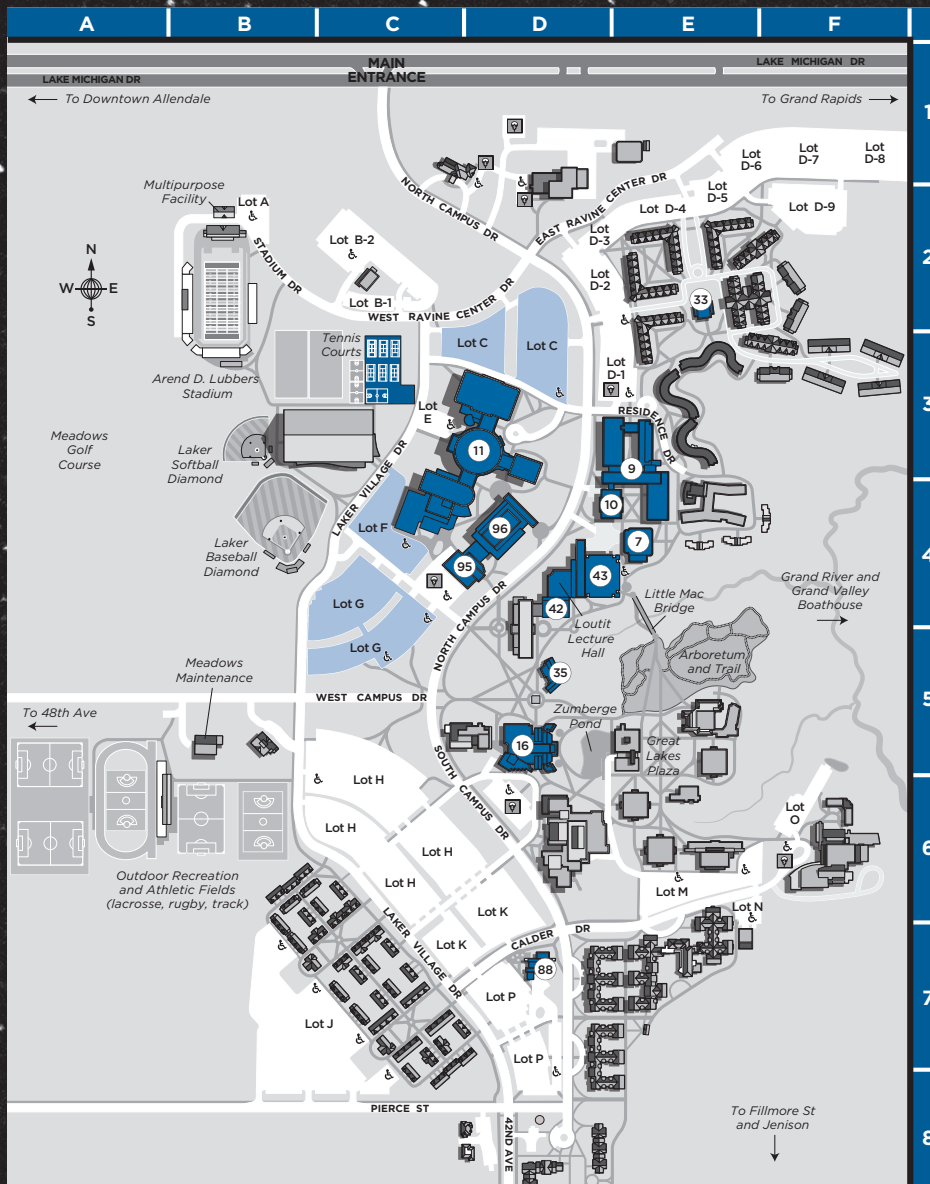 A
B
C
D
E
F
MAIN
ENTRANCE
LAKE MICHIGAN DR
LAKE MICHIGAN DR
To Downtown Allendale
To Grand Rapids
1
Lot
D-6
Lot
D-7
Lot
D-8
Multipurpose
Facility
Lot A
NORTH CAMPUS DR
EAST RAVINE CENTER DR
Lot
D-5
Lot E D-4
Lot D-9
Lot
D-3
N
W
E
S
STADIUM DR
Lot B-2
Lot B-1
WEST RAVINE CENTER DR
Lot
D-2
33
2
Tennis
Courts
Lot C
Lot C
Arend D. Lubbers
Stadium
Lot
D-1
3
Lot
E
RESIDENCE DR
Meadows
Golf
Course
Laker
Softball
Diamond
LAKER VILLAGE DR
11
9
10
Lot F
96
7
4
Laker
Baseball
Diamond
95
43
42
Lot G
NORTH CAMPUS DR
Loutit
Lecture
Hall
Little Mac
Bridge
Grand River and
Grand Valley
Boathouse
Lot G
Arboretum
and Trail
35
Meadows
Maintenance
WEST CAMPUS DR
5
To 48th Ave
Zumberge
Pond
16
Great
Lakes
Plaza
SOUTH CAMPUS DR
Lot H
Lot H
Lot
O
Lot H
6
Lot H
Outdoor Recreation
and Athletic Fields
(lacrosse, rugby, track)
Lot M
Lot K
Lot N
LAKER VILLAGE DR
Lot K
CALDER DR
88
Lot P
7
Lot J
Lot P
PIERCE ST
42ND AVE
To Fillmore St
and Jenison
8